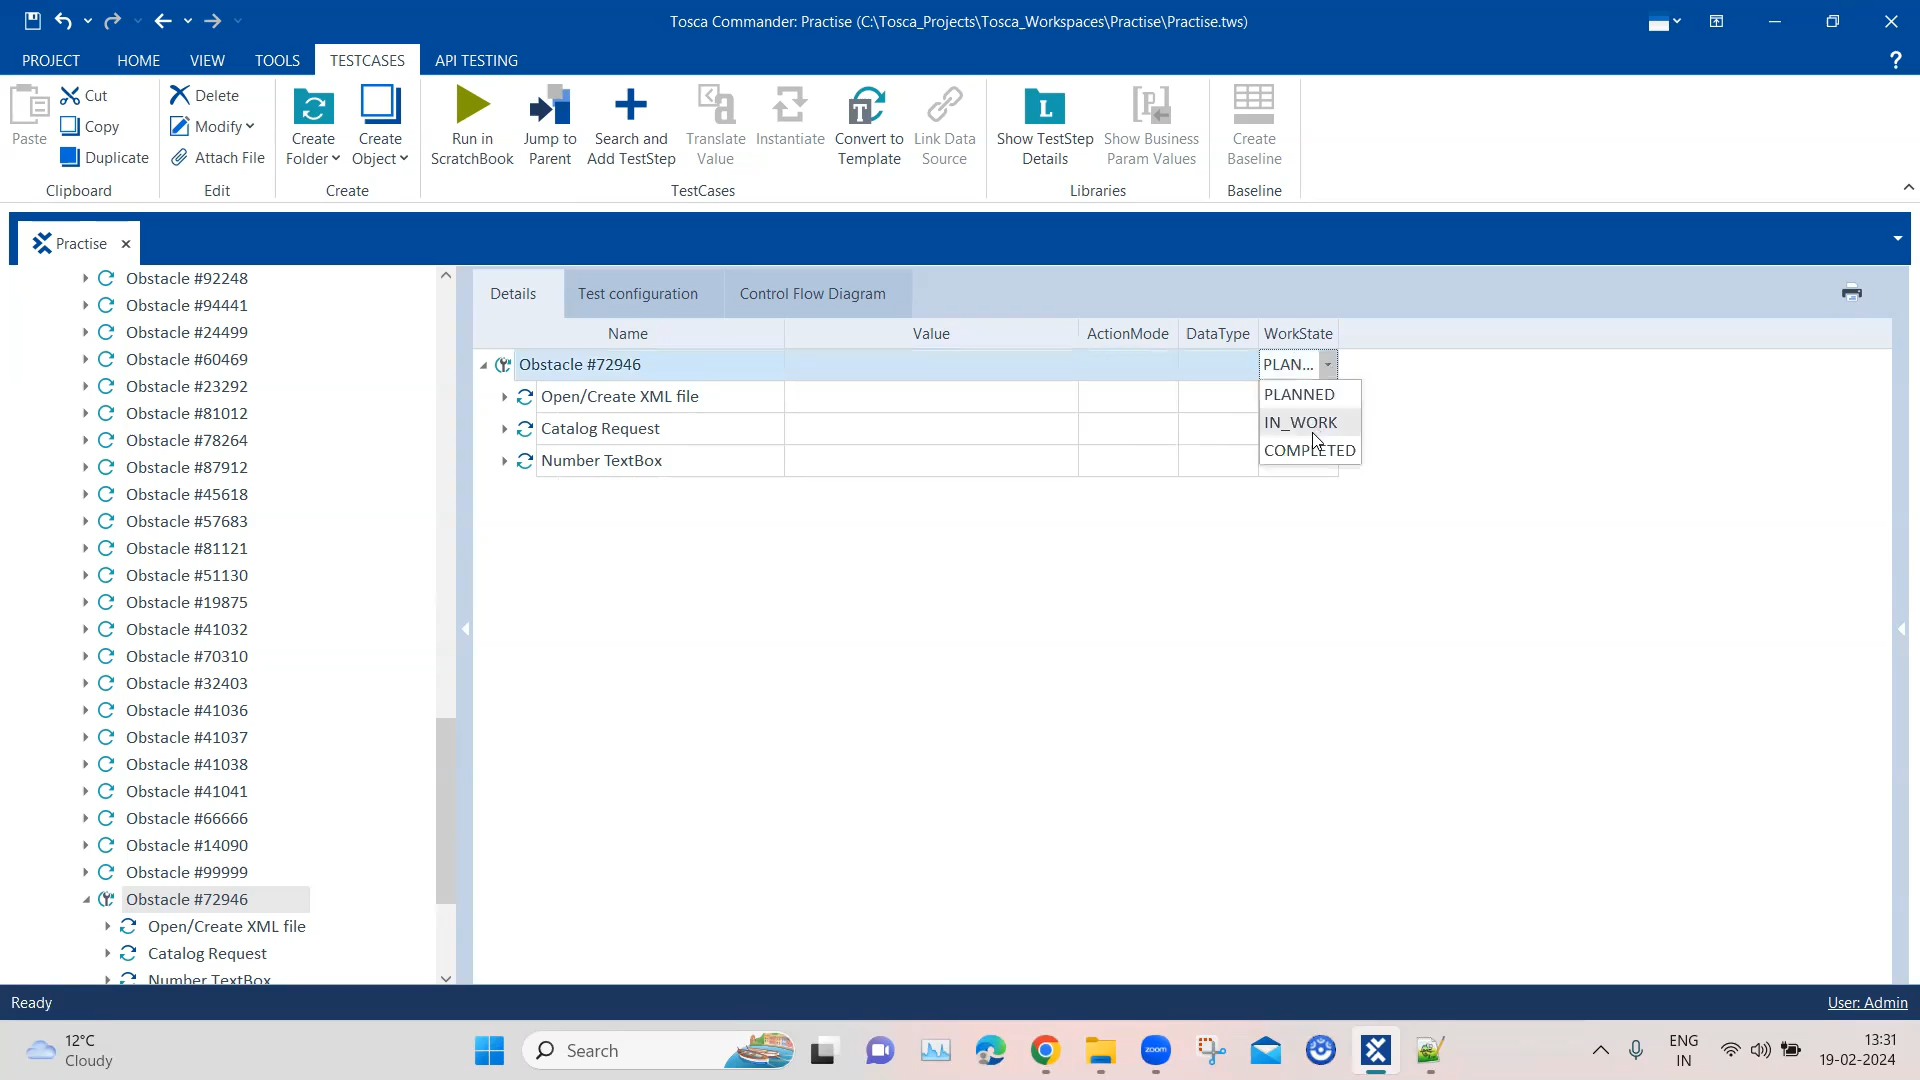 Tosca Commander: Practise (C:\Tosca_Projects\Tosca_Workspaces\Practise\Practise.tws)
PROJECT HOME VIEW TOOLS TESTCASES API TESTING ?
Paste
Cut
Copy
Duplicate
Clipboard
Delete
Modify
Attach File
Edit
Create Folder
Create Object
Create
Run in ScratchBook
Jump to Parent
Search and Add TestStep
Translate Value
Instantiate
Convert to Template
Link Data Source
TestCases
Show TestStep Details
Show Business Param Values
Libraries
Create Baseline
Baseline
Practise
Obstacle #92248
Obstacle #94441
Obstacle #24499
Obstacle #60469
Obstacle #23292
Obstacle #81012
Obstacle #78264
Obstacle #87912
Obstacle #45618
Obstacle #57683
Obstacle #81121
Obstacle #51130
Obstacle #19875
Obstacle #41032
Obstacle #70310
Obstacle #32403
Obstacle #41036
Obstacle #41037
Obstacle #41038
Obstacle #41041
Obstacle #66666
Obstacle #14090
Obstacle #99999
Obstacle #72946
Open/Create XML file
Catalog Request
Number TextBox
Details Test configuration Control Flow Diagram
Name Value ActionMode DataType WorkState
Obstacle #72946 PLAN...
Open/Create XML file
Catalog Request
Number TextBox
PLANNED
IN_WORK
COMPLETED
Ready User: Admin
12°C
Cloudy
Search
zoom
ENG
IN
13:31
19-02-2024